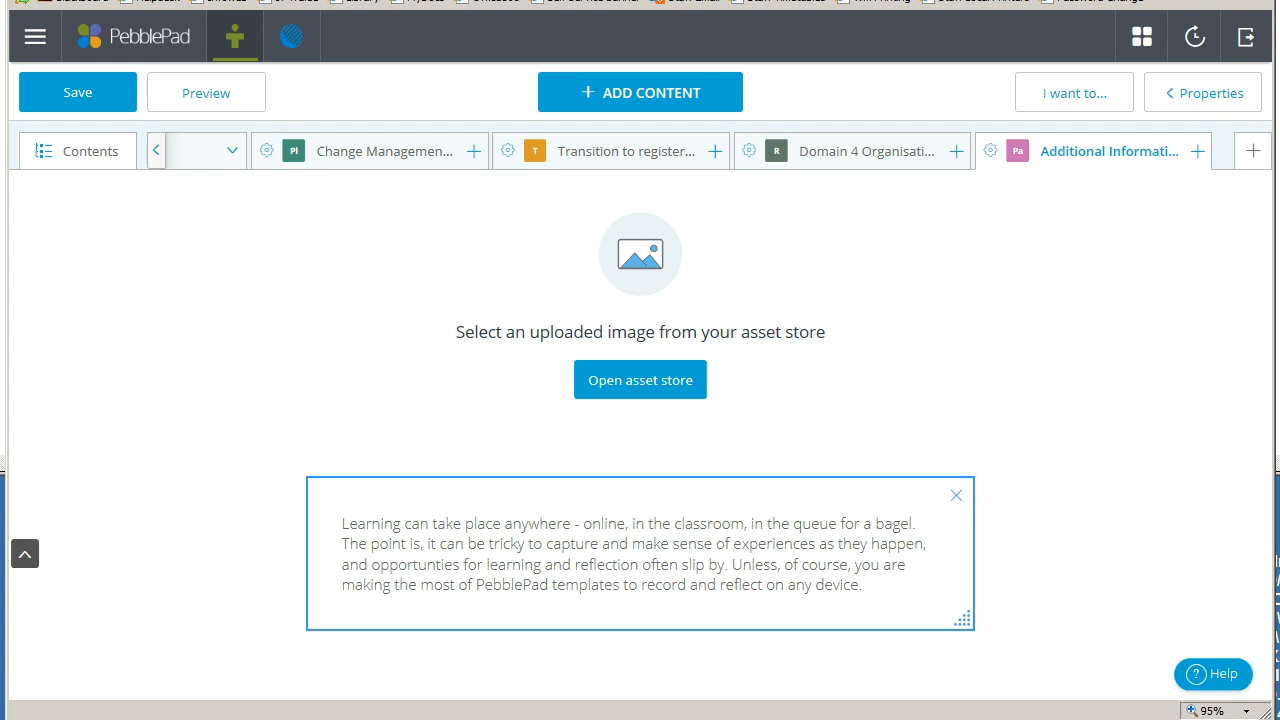 PebblePad
Save
Preview
+ ADD CONTENT
I want to...
Properties
Contents
Pl Change Managemen...
T Transition to register...
R Domain 4 Organisati...
Pa Additional Informati...
Select an uploaded image from your asset store
Open asset store
Learning can take place anywhere - online, in the classroom, in the queue for a bagel.
The point is, it can be tricky to capture and make sense of experiences as they happen,
and opportunties for learning and reflection often slip by. Unless, of course, you are
making the most of PebblePad templates to record and reflect on any device.
? Help
95%